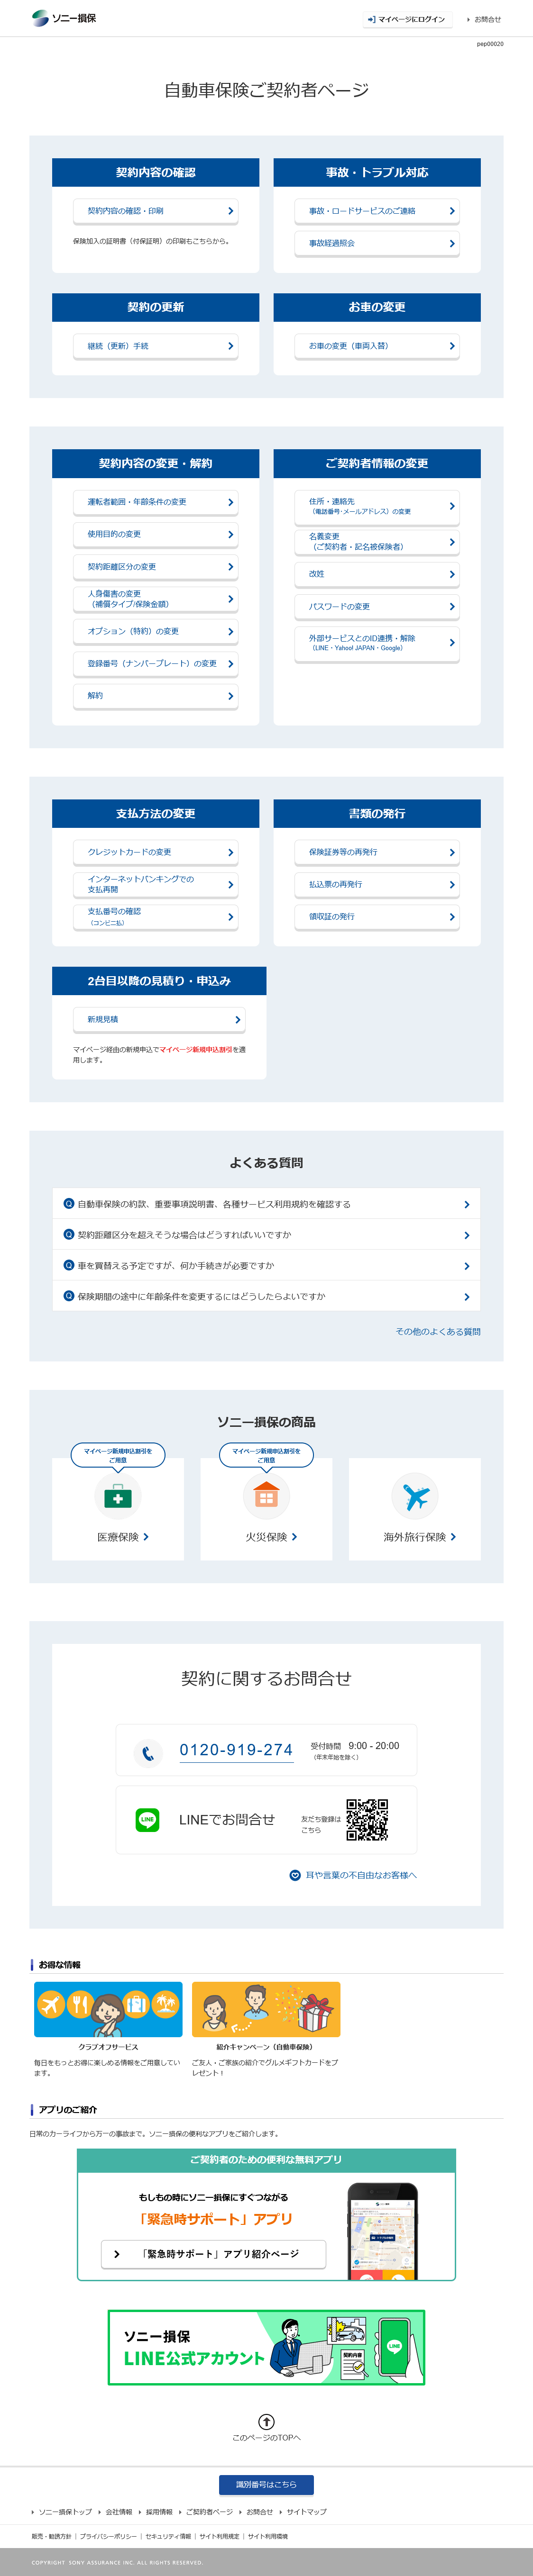 ソニー損保
マイページにログイン
お問合せ
pep00020
自動車保険ご契約者ページ
契約内容の確認
契約内容の確認・印刷
保険加入の証明書（付保証明）の印刷もこちらから。
事故・トラブル対応
事故・ロードサービスのご連絡
事故経過照会
契約の更新
継続（更新）手続
お車の変更
お車の変更（車両入替）
契約内容の変更・解約
運転者範囲・年齢条件の変更
使用目的の変更
契約距離区分の変更
人身傷害の変更
（補償タイプ/保険金額）
オプション（特約）の変更
登録番号（ナンバープレート）の変更
解約
ご契約者情報の変更
住所・連絡先
（電話番号・メールアドレス）の変更
名義変更
（ご契約者・記名被保険者）
改姓
パスワードの変更
外部サービスとのID連携・解除
（LINE・Yahoo! JAPAN・Google）
支払方法の変更
クレジットカードの変更
インターネットバンキングでの
支払再開
支払番号の確認
（コンビニ払）
書類の発行
保険証券等の再発行
払込票の再発行
領収証の発行
2台目以降の見積り・申込み
新規見積
マイページ経由の新規申込でマイページ新規申込割引を適
用します。
よくある質問
Q 自動車保険の約款、重要事項説明書、各種サービス利用規約を確認する
Q 契約距離区分を超えそうな場合はどうすればいいですか
Q 車を買替える予定ですが、何か手続きが必要ですか
Q 保険期間の途中に年齢条件を変更するにはどうしたらよいですか
その他のよくある質問
ソニー損保の商品
マイページ新規申込割引を
ご用意
医療保険
マイページ新規申込割引を
ご用意
火災保険
海外旅行保険
契約に関するお問合せ
0120-919-274
受付時間 9:00 - 20:00
（年末年始を除く）
LINE
LINEでお問合せ
友だち登録は
こちら
耳や言葉の不自由なお客様へ
お得な情報
クラブオフサービス
毎日をもっとお得に楽しめる情報をご用意してい
ます。
紹介キャンペーン（自動車保険）
ご友人・ご家族の紹介でグルメギフトカードをプ
レゼント！
アプリのご紹介
日常のカーライフから万一の事故まで。ソニー損保の便利なアプリをご紹介します。
ご契約者のための便利な無料アプリ
もしもの時にソニー損保にすぐつながる
「緊急時サポート」アプリ
「緊急時サポート」アプリ紹介ページ
ソニー損保
LINE公式アカウント
契約内容
LINE
このページのTOPへ
識別番号はこちら
ソニー損保トップ
会社情報
採用情報
ご契約者ページ
お問合せ
サイトマップ
販売・勧誘方針
プライバシーポリシー
セキュリティ情報
サイト利用規定
サイト利用環境
COPYRIGHT SONY ASSURANCE INC. ALL RIGHTS RESERVED.